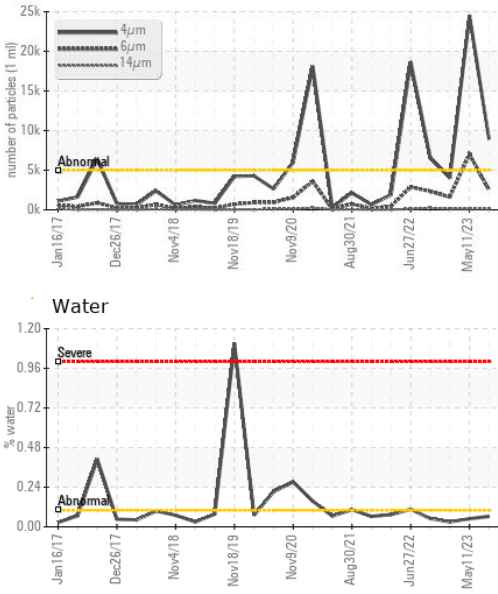 25k
20k
15k
10k
5k
0k
number of particles (1 ml)
4μm
6μm
14μm
Abnormal
Jan16/17
Dec26/17
Nov4/18
Nov18/19
Nov9/20
Aug30/21
Jun27/22
May11/23
Water
1.20
0.96
0.72
0.48
0.24
0.00
% water
Severe
Abnormal
Jan16/17
Dec26/17
Nov4/18
Nov18/19
Nov9/20
Aug30/21
Jun27/22
May11/23